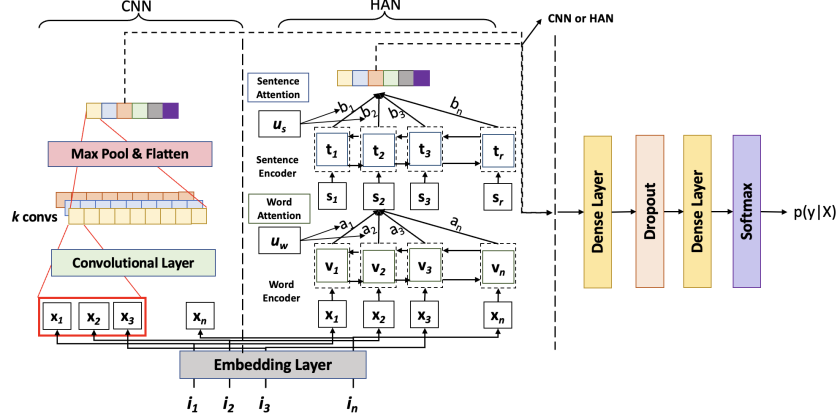 CNN
HAN
CNN or HAN
Sentence Attention
b1 b2 b3 bn
us
Max Pool & Flatten
t1 t2 t3 tr
Sentence Encoder
k convs
s1 s2 s3 sr
Word Attention
a1 a2 a3 an
uw
Convolutional Layer
v1 v2 v3 vn
Word Encoder
x1 x2 x3 xn
x1 x2 x3 xn
Embedding Layer
i1 i2 i3 in
Dense Layer
Dropout
Dense Layer
Softmax
p(y|X)